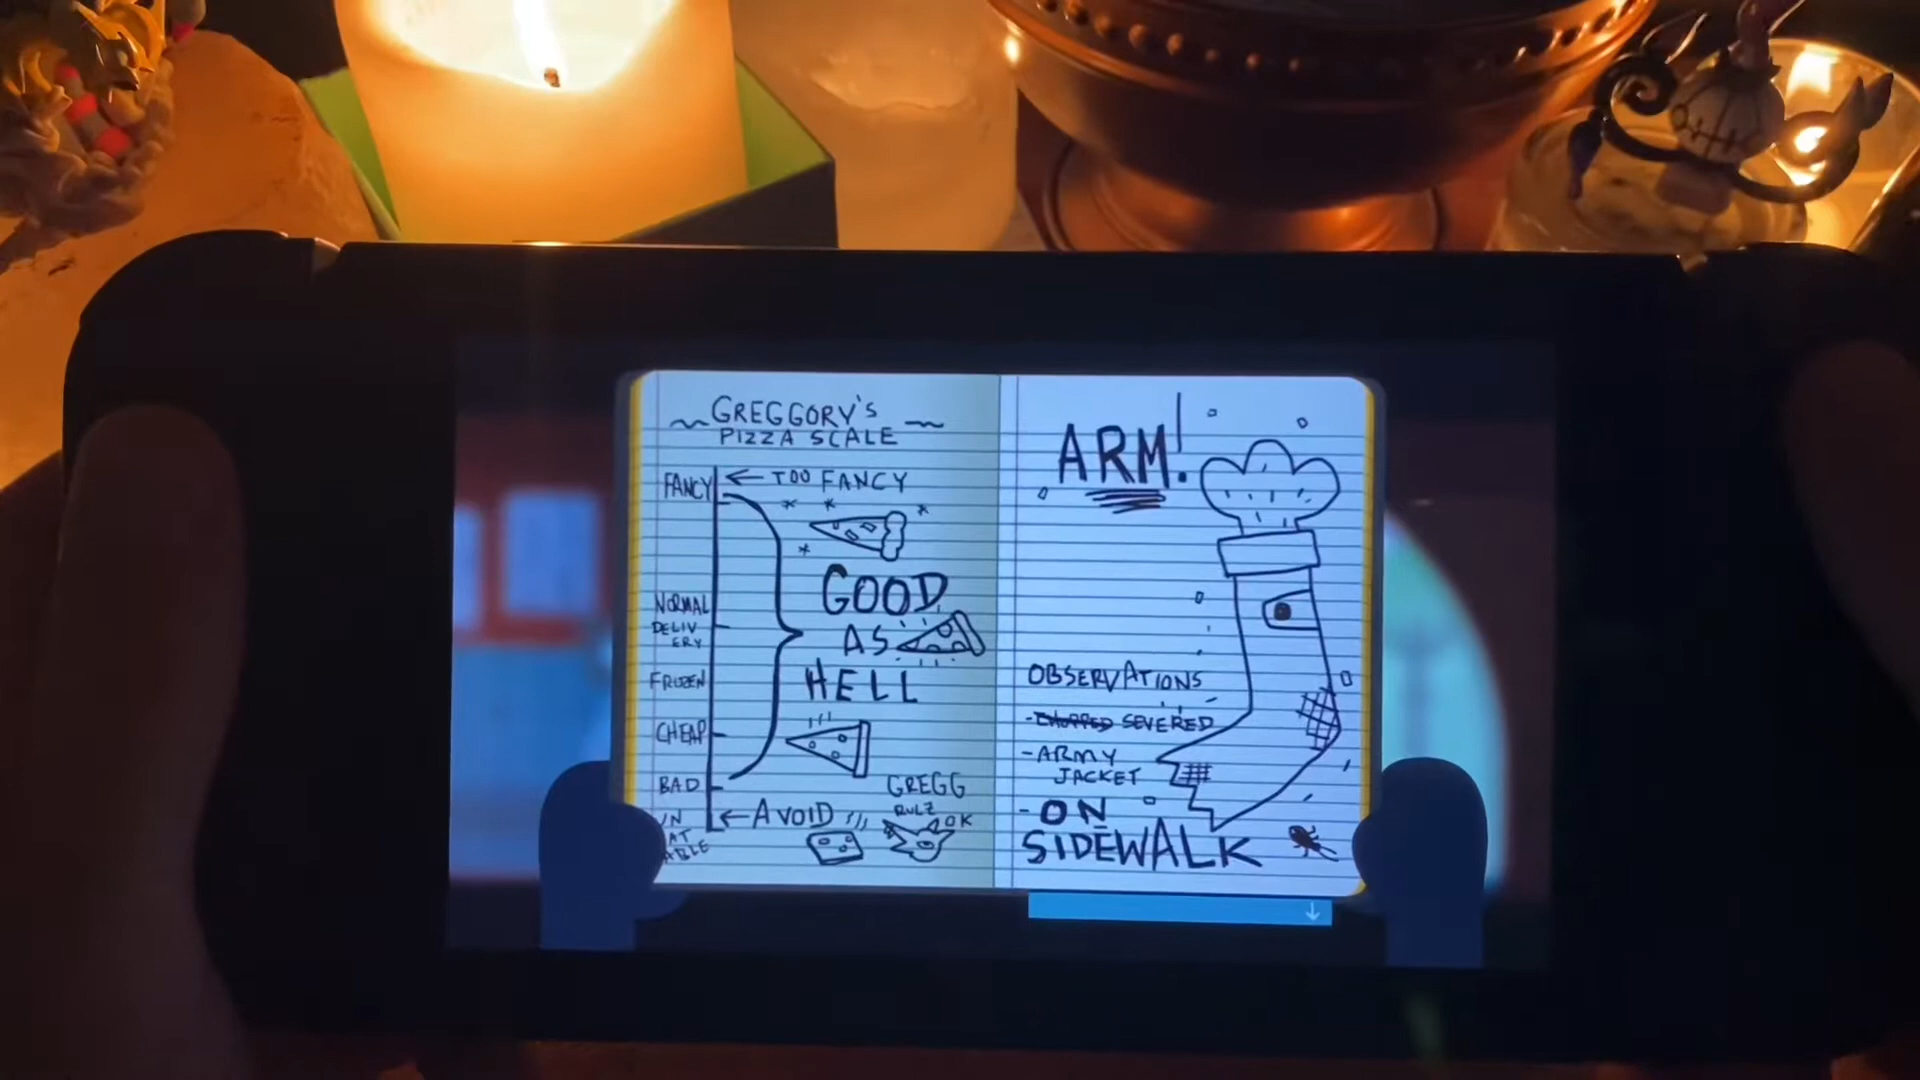 GREGGORY'S
PIZZA SCALE
FANCY
← TOO FANCY
GOOD
AS
HELL
NORMAL
DELIV
ERY
FROZEN
CHEAP
BAD
← AVOID
GREGG
RULZ
OK
ARM!
OBSERVATIONS
- CHOPPED SEVERED
- ARMY
JACKET
- ON
SIDEWALK